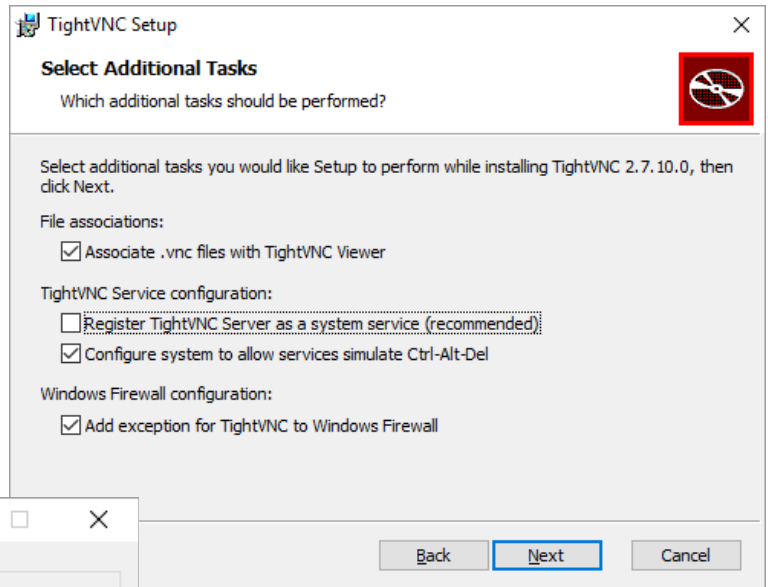 TightVNC Setup
Select Additional Tasks
Which additional tasks should be performed?
Select additional tasks you would like Setup to perform while installing TightVNC 2.7.10.0, then
click Next.
File associations:
Associate .vnc files with TightVNC Viewer
TightVNC Service configuration:
Register TightVNC Server as a system service (recommended)
Configure system to allow services simulate Ctrl-Alt-Del
Windows Firewall configuration:
Add exception for TightVNC to Windows Firewall
Back Next Cancel